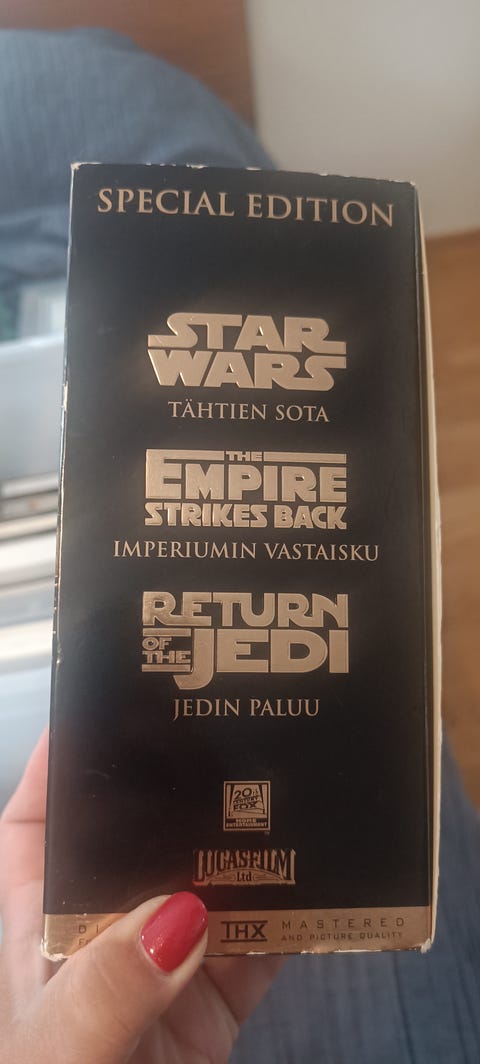 SPECIAL EDITION
STAR
WARS
TÄHTIEN SOTA
THE
EMPIRE
STRIKES BACK
IMPERIUMIN VASTAISKU
RETURN
OF
THE
JEDI
JEDIN PALUU
20th
CENTURY
FOX
HOME
ENTERTAINMENT
LUCASFILM
Ltd
THX MASTERED
AND PICTURE QUALITY